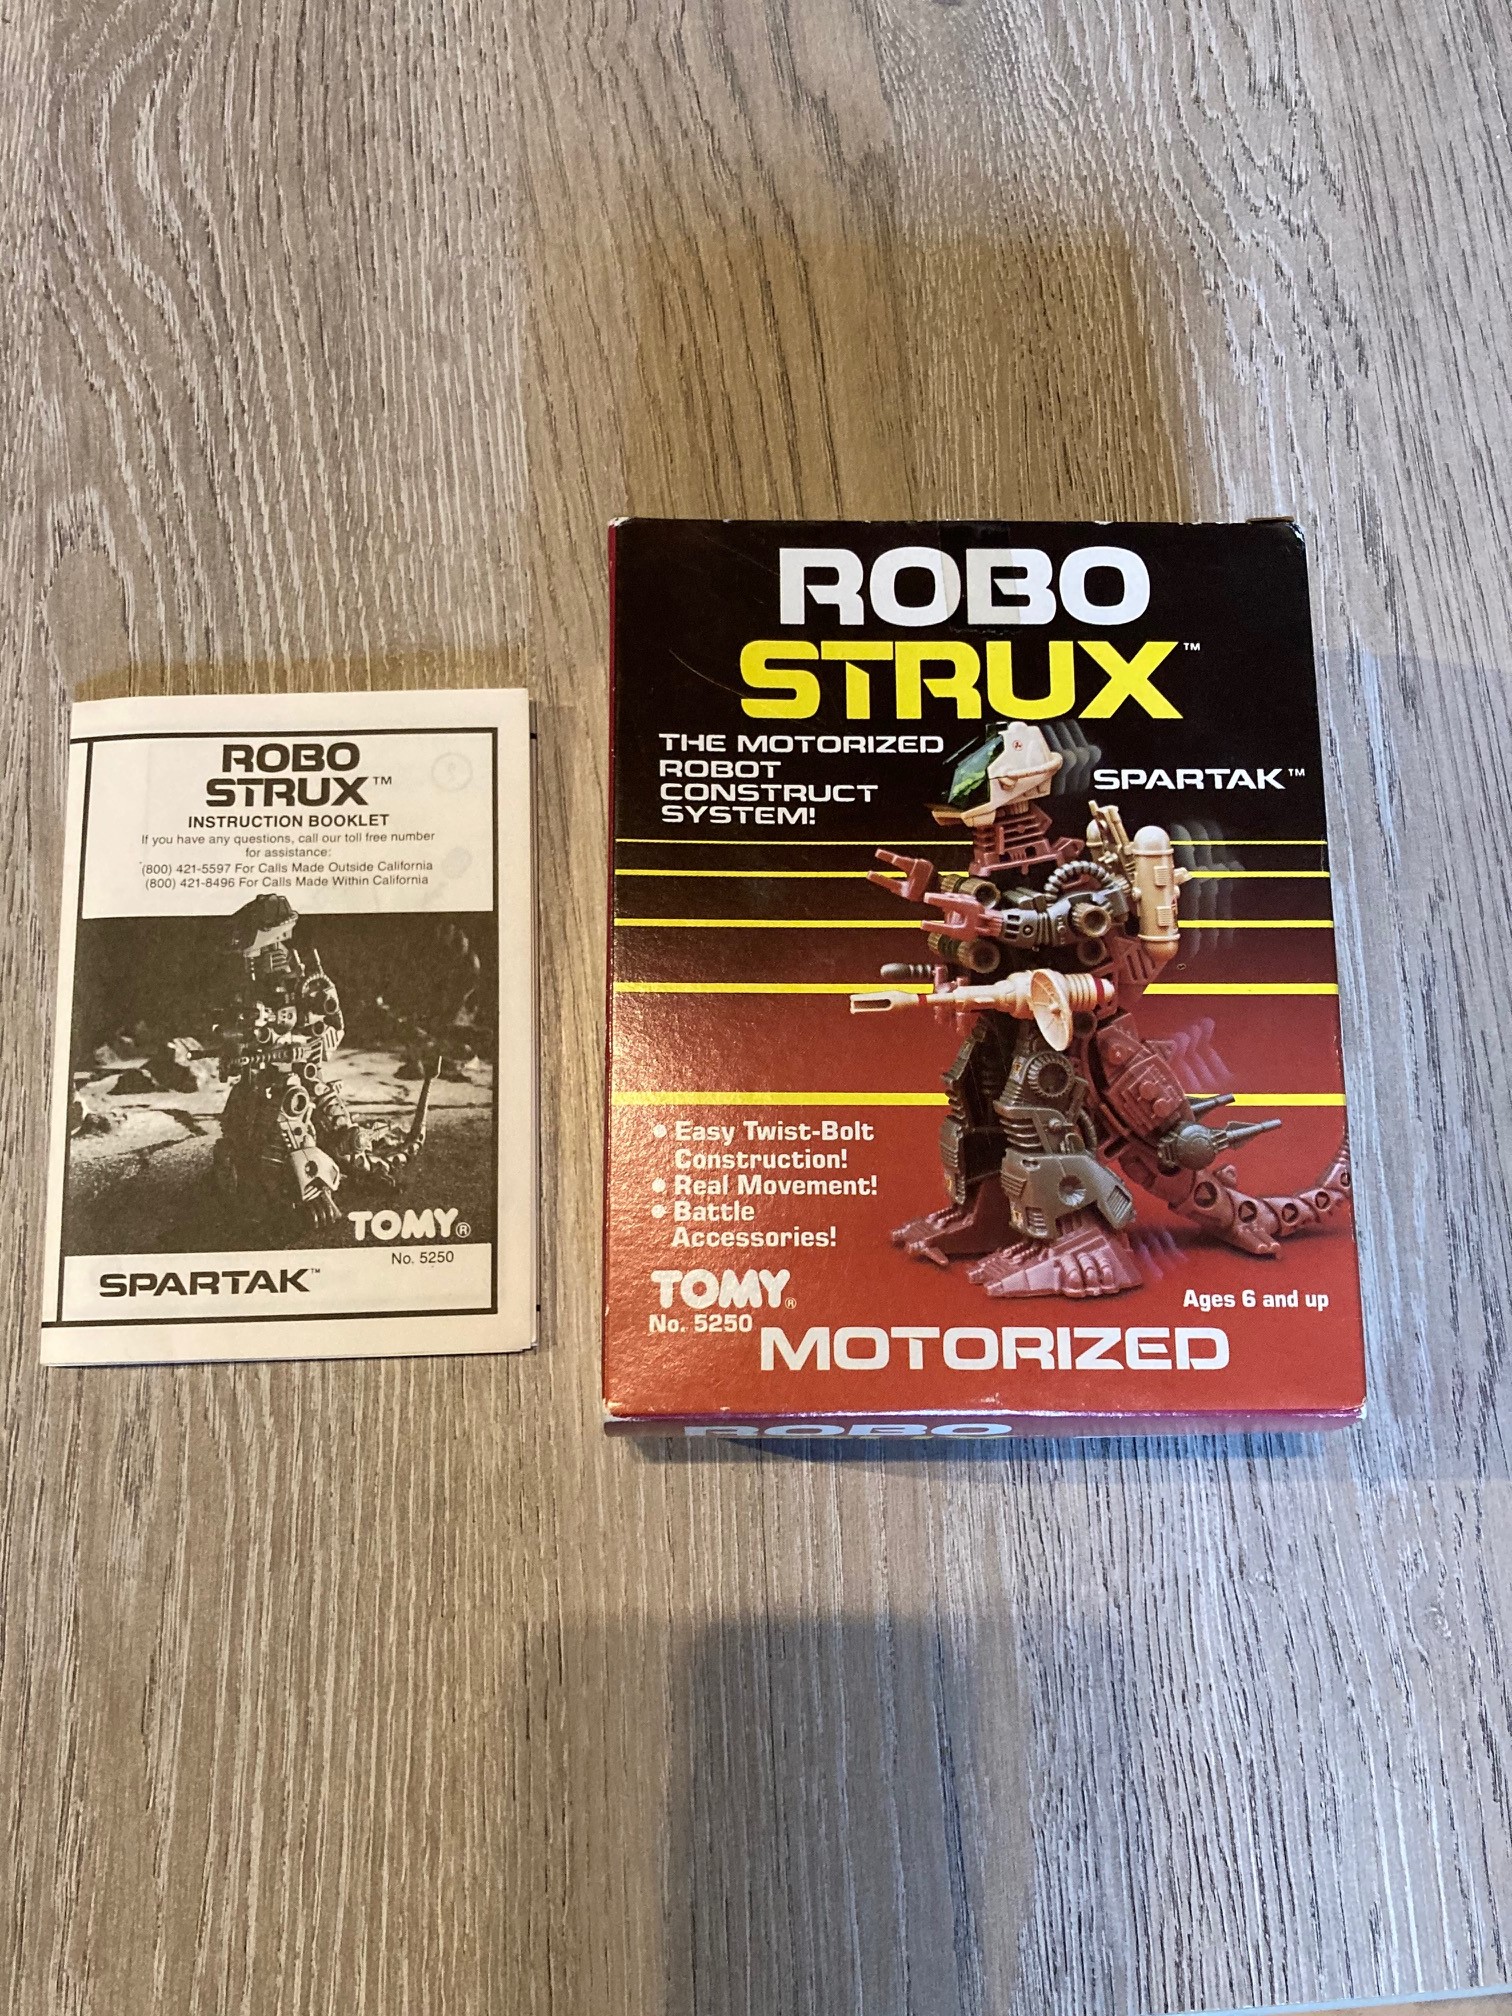 ROBO
STRUX™
INSTRUCTION BOOKLET
If you have any questions, call our toll free number
for assistance:
(800) 421-5597 For Calls Made Outside California
(800) 421-8496 For Calls Made Within California
TOMY®
No. 5250
SPARTAK™
ROBO
STRUX™
THE MOTORIZED
ROBOT
CONSTRUCT
SYSTEM!
SPARTAK™
• Easy Twist-Bolt
Construction!
• Real Movement!
• Battle
Accessories!
TOMY®
No. 5250
Ages 6 and up
MOTORIZED
ROBO